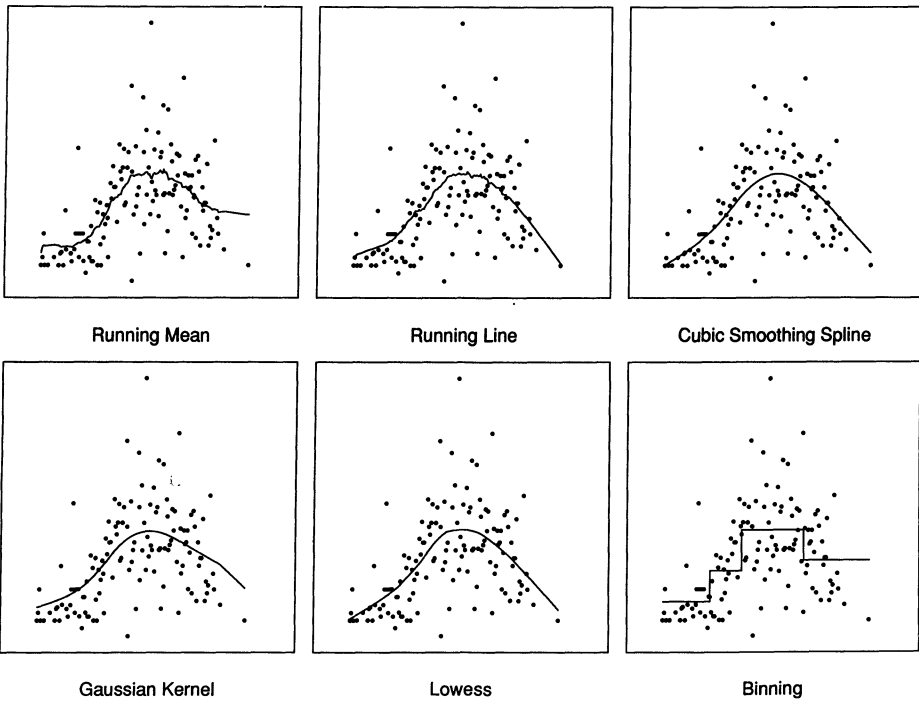 Running Mean
Running Line
Cubic Smoothing Spline
Gaussian Kernel
Lowess
Binning